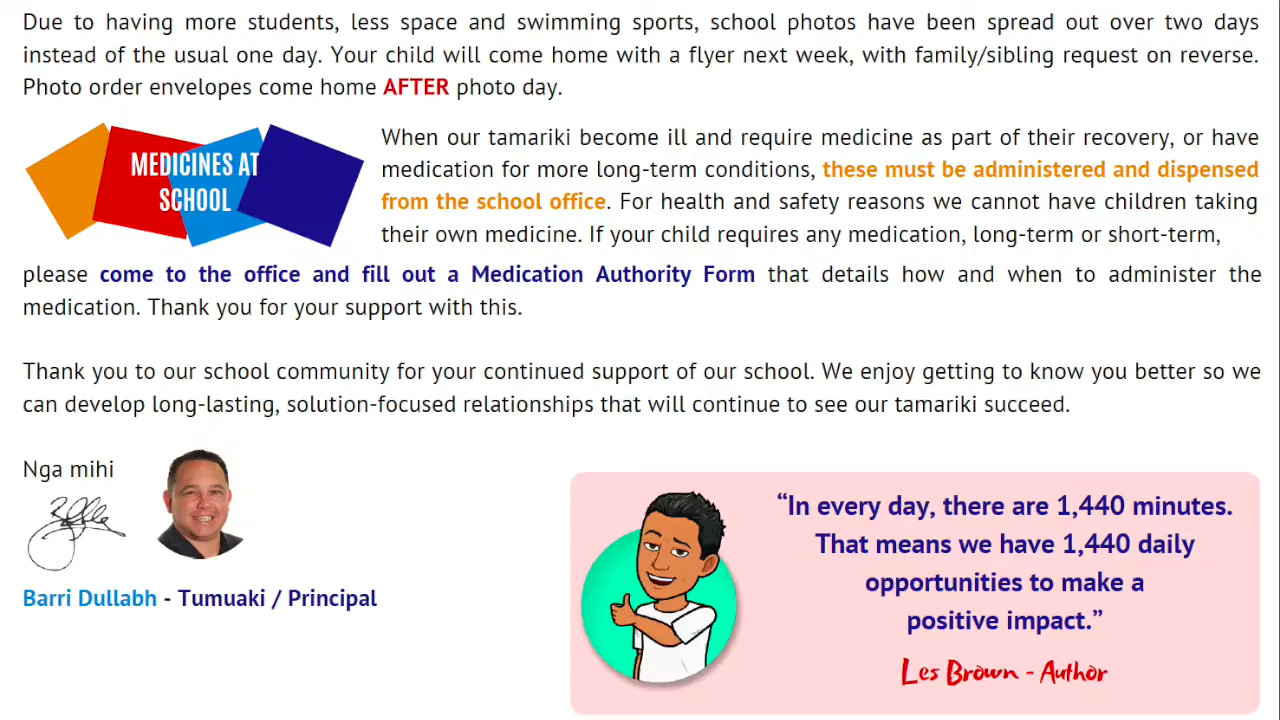 Due to having more students, less space and swimming sports, school photos have been spread out over two days
instead of the usual one day. Your child will come home with a flyer next week, with family/sibling request on reverse.
Photo order envelopes come home AFTER photo day.
MEDICINES AT
SCHOOL
When our tamariki become ill and require medicine as part of their recovery, or have
medication for more long-term conditions, these must be administered and dispensed
from the school office. For health and safety reasons we cannot have children taking
their own medicine. If your child requires any medication, long-term or short-term,
please come to the office and fill out a Medication Authority Form that details how and when to administer the
medication. Thank you for your support with this.
Thank you to our school community for your continued support of our school. We enjoy getting to know you better so we
can develop long-lasting, solution-focused relationships that will continue to see our tamariki succeed.
Nga mihi
Barri Dullabh - Tumuaki / Principal
“In every day, there are 1,440 minutes.
That means we have 1,440 daily
opportunities to make a
positive impact.”
Les Brown - Author